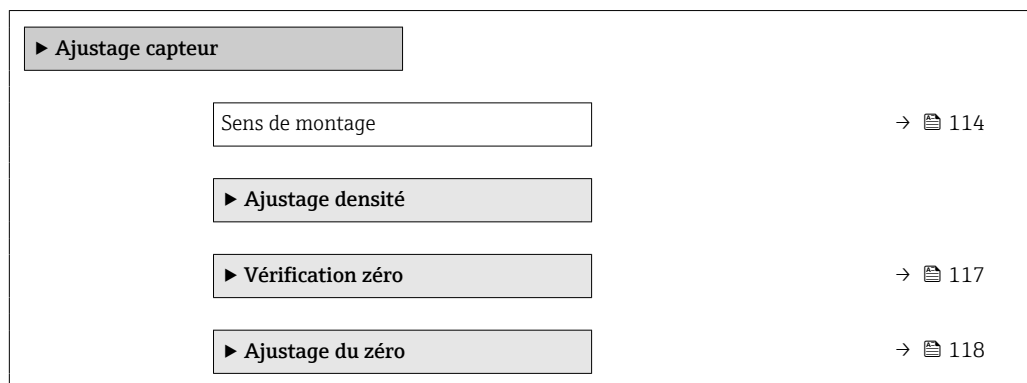 ▶ Ajustage capteur
Sens de montage → 114
▶ Ajustage densité
▶ Vérification zéro → 117
▶ Ajustage du zéro → 118